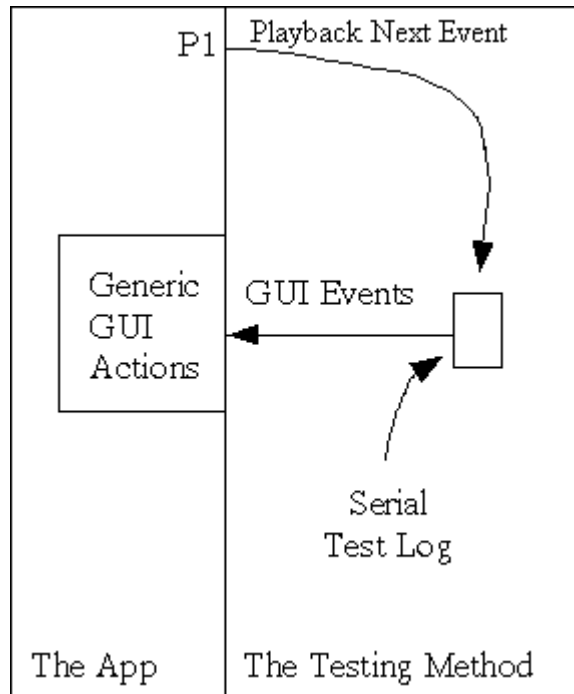 P1
Playback Next Event
Generic
GUI
Actions
GUI Events
Serial
Test Log
The App
The Testing Method